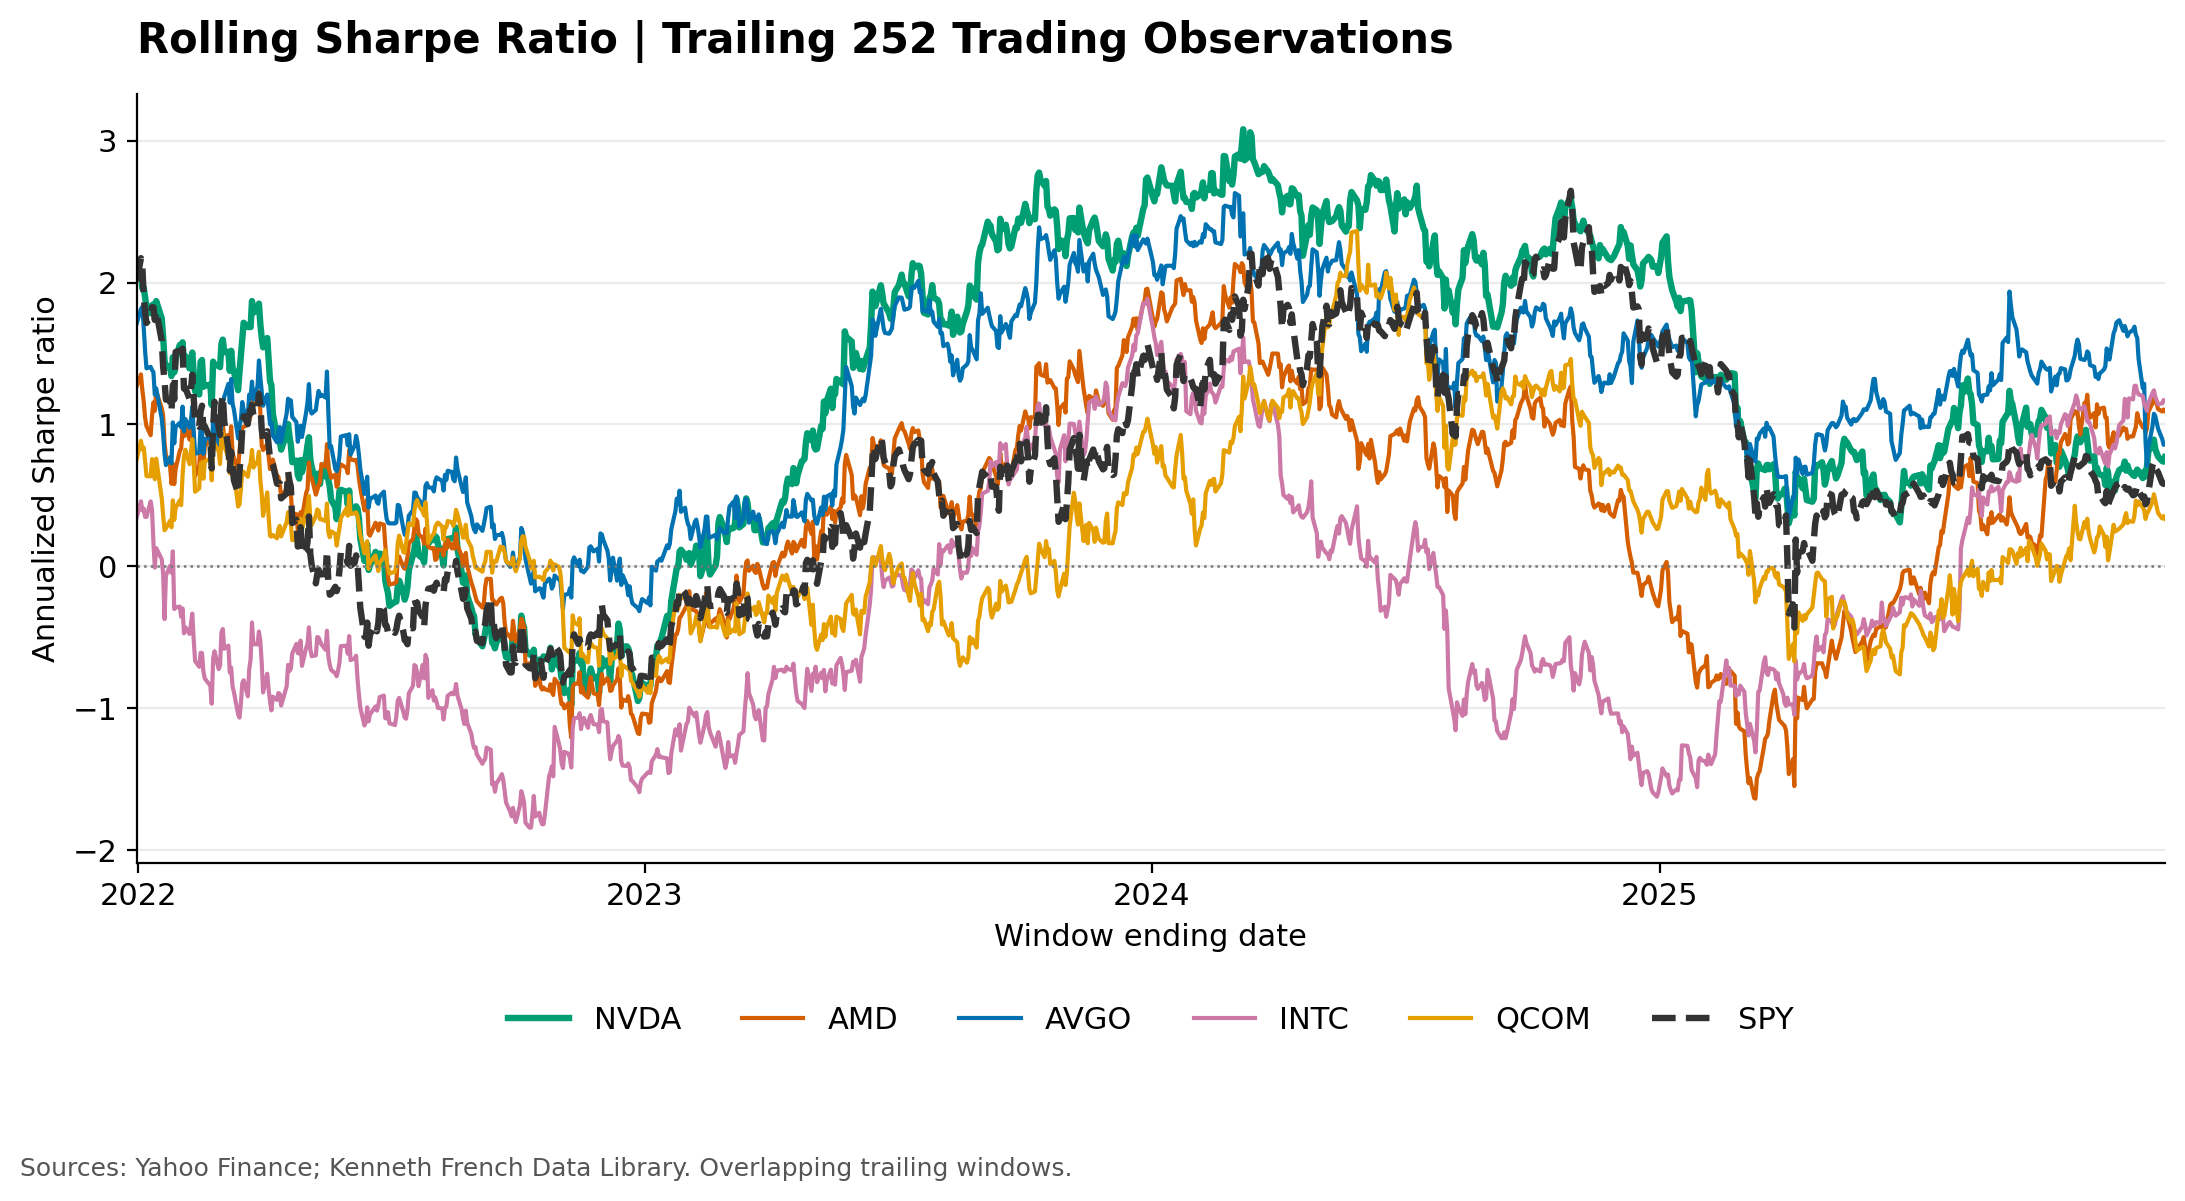 Rolling Sharpe Ratio | Trailing 252 Trading Observations
Annualized Sharpe ratio
3
2
1
0
−1
−2
2022 2023 2024 2025
Window ending date
NVDA AMD AVGO INTC QCOM SPY
Sources: Yahoo Finance; Kenneth French Data Library. Overlapping trailing windows.